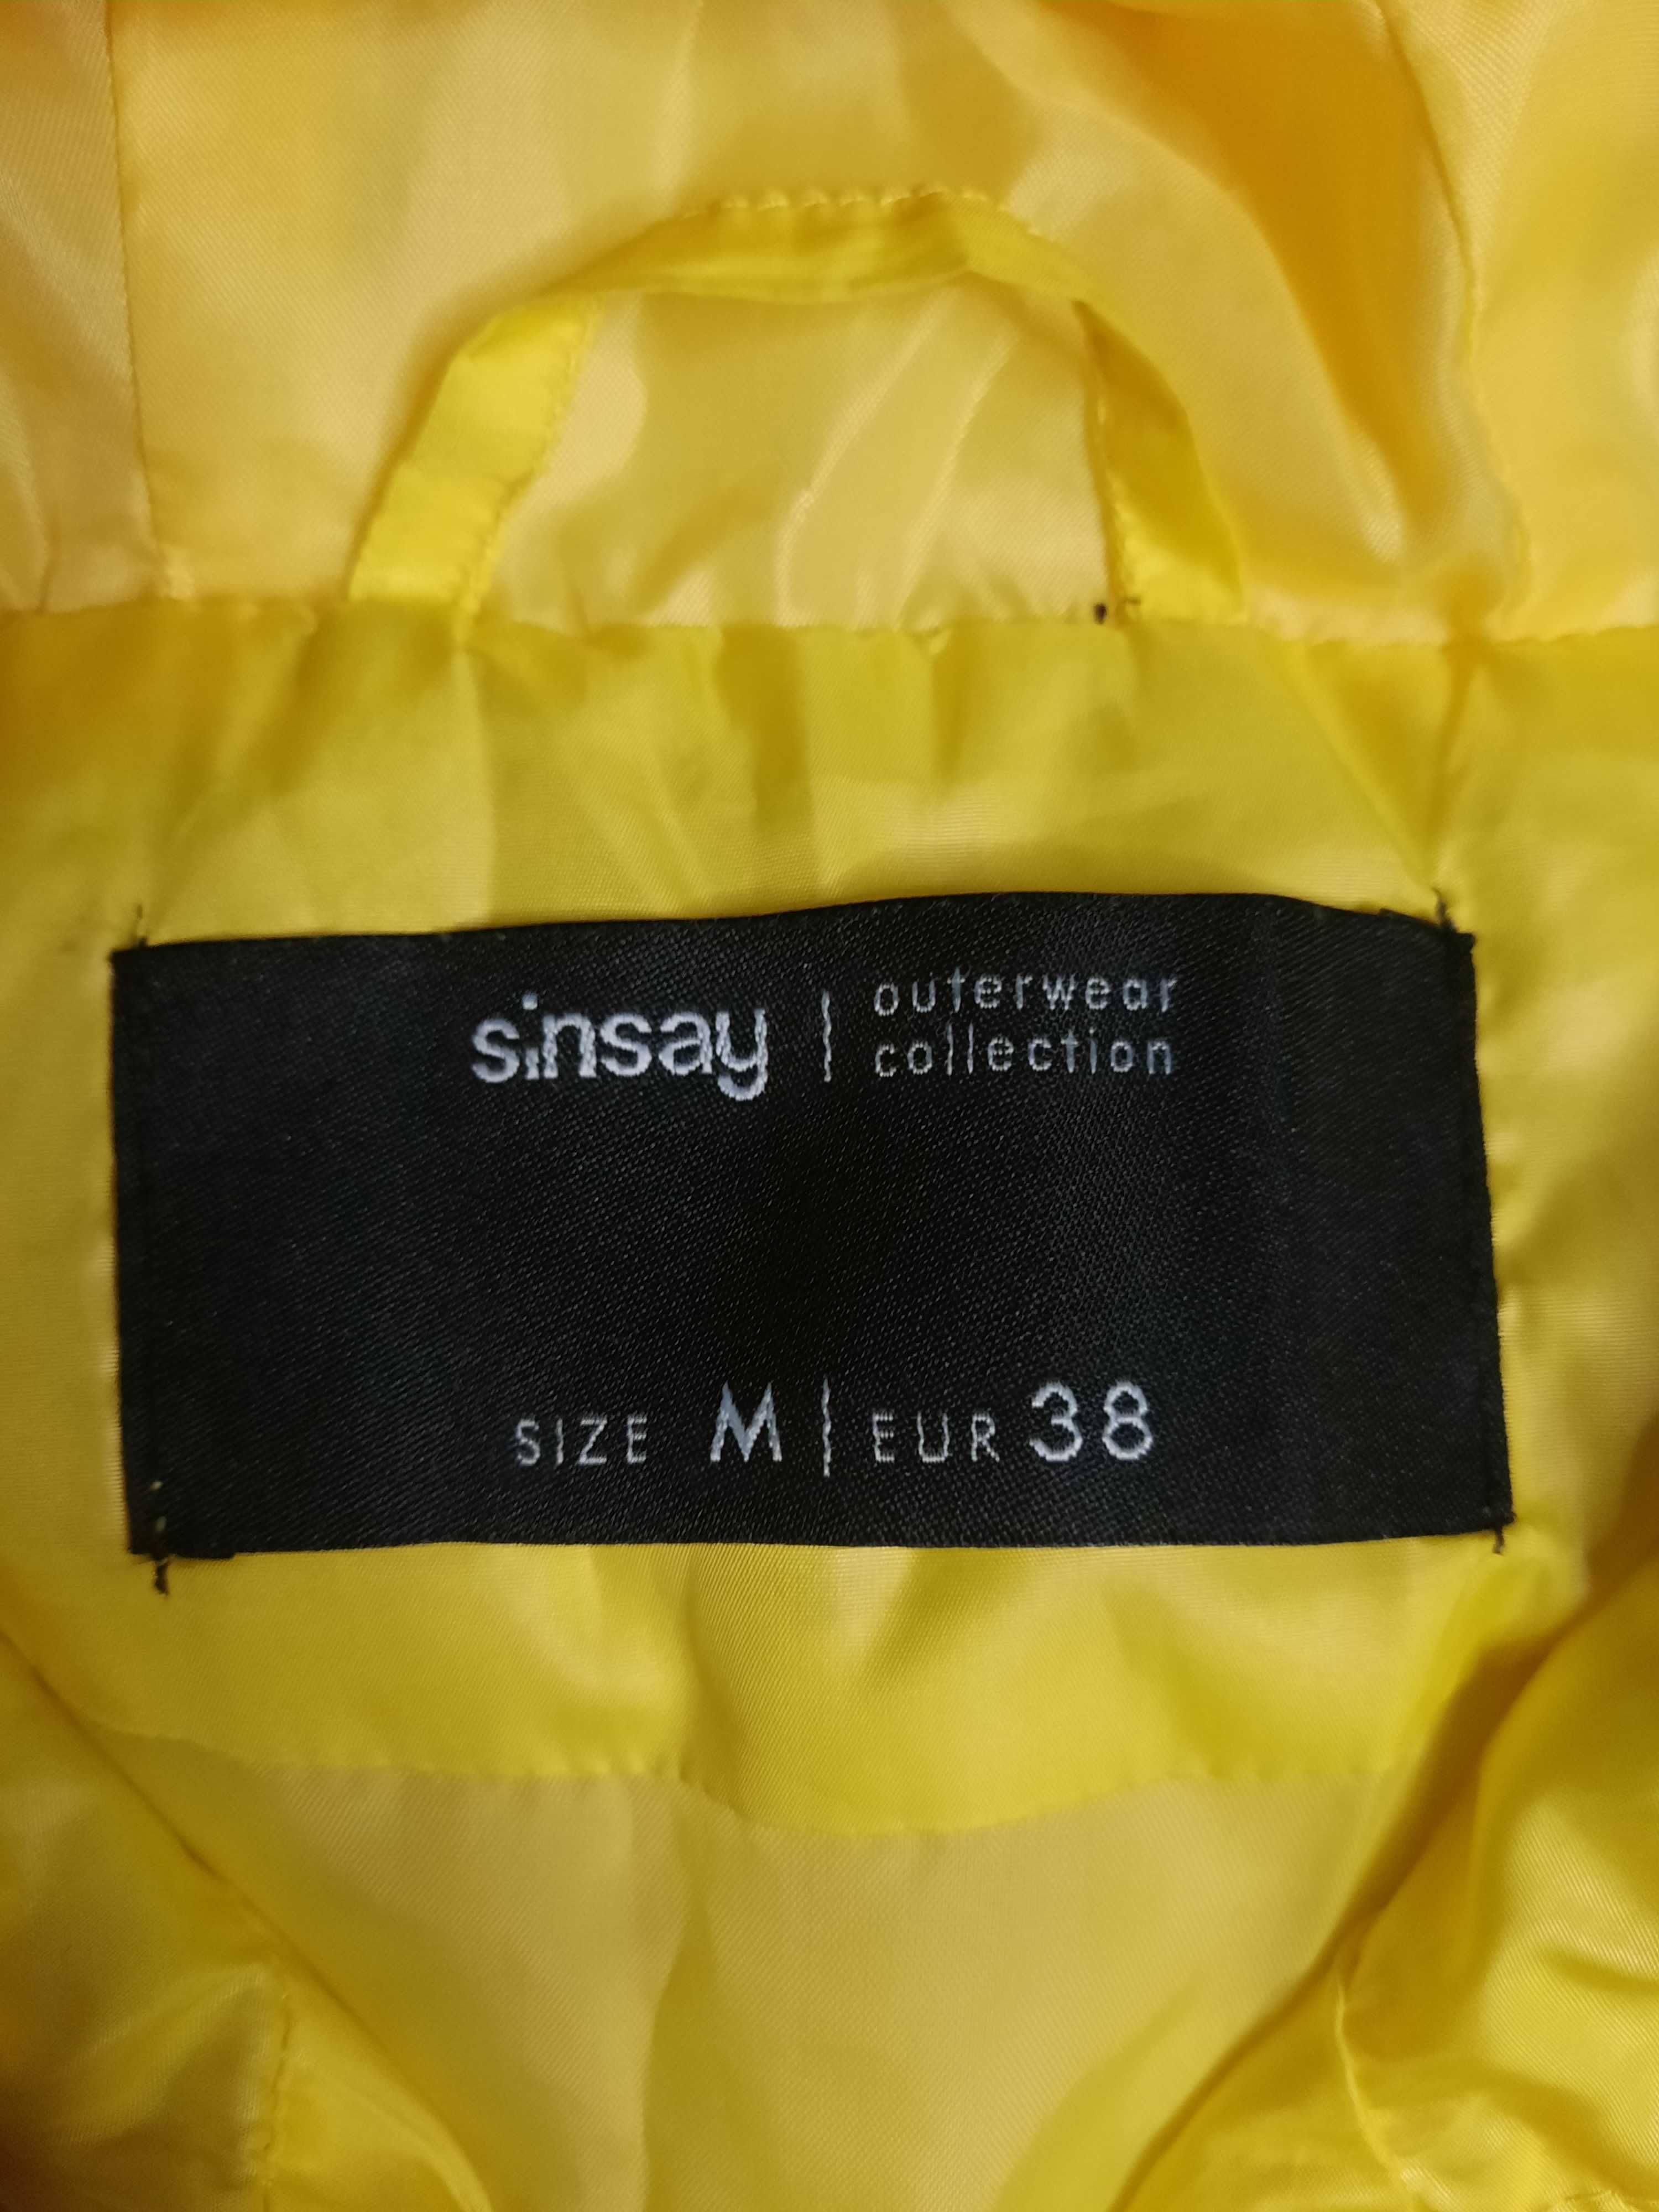 sinsay | outerwear
collection
SIZE M | EUR 38